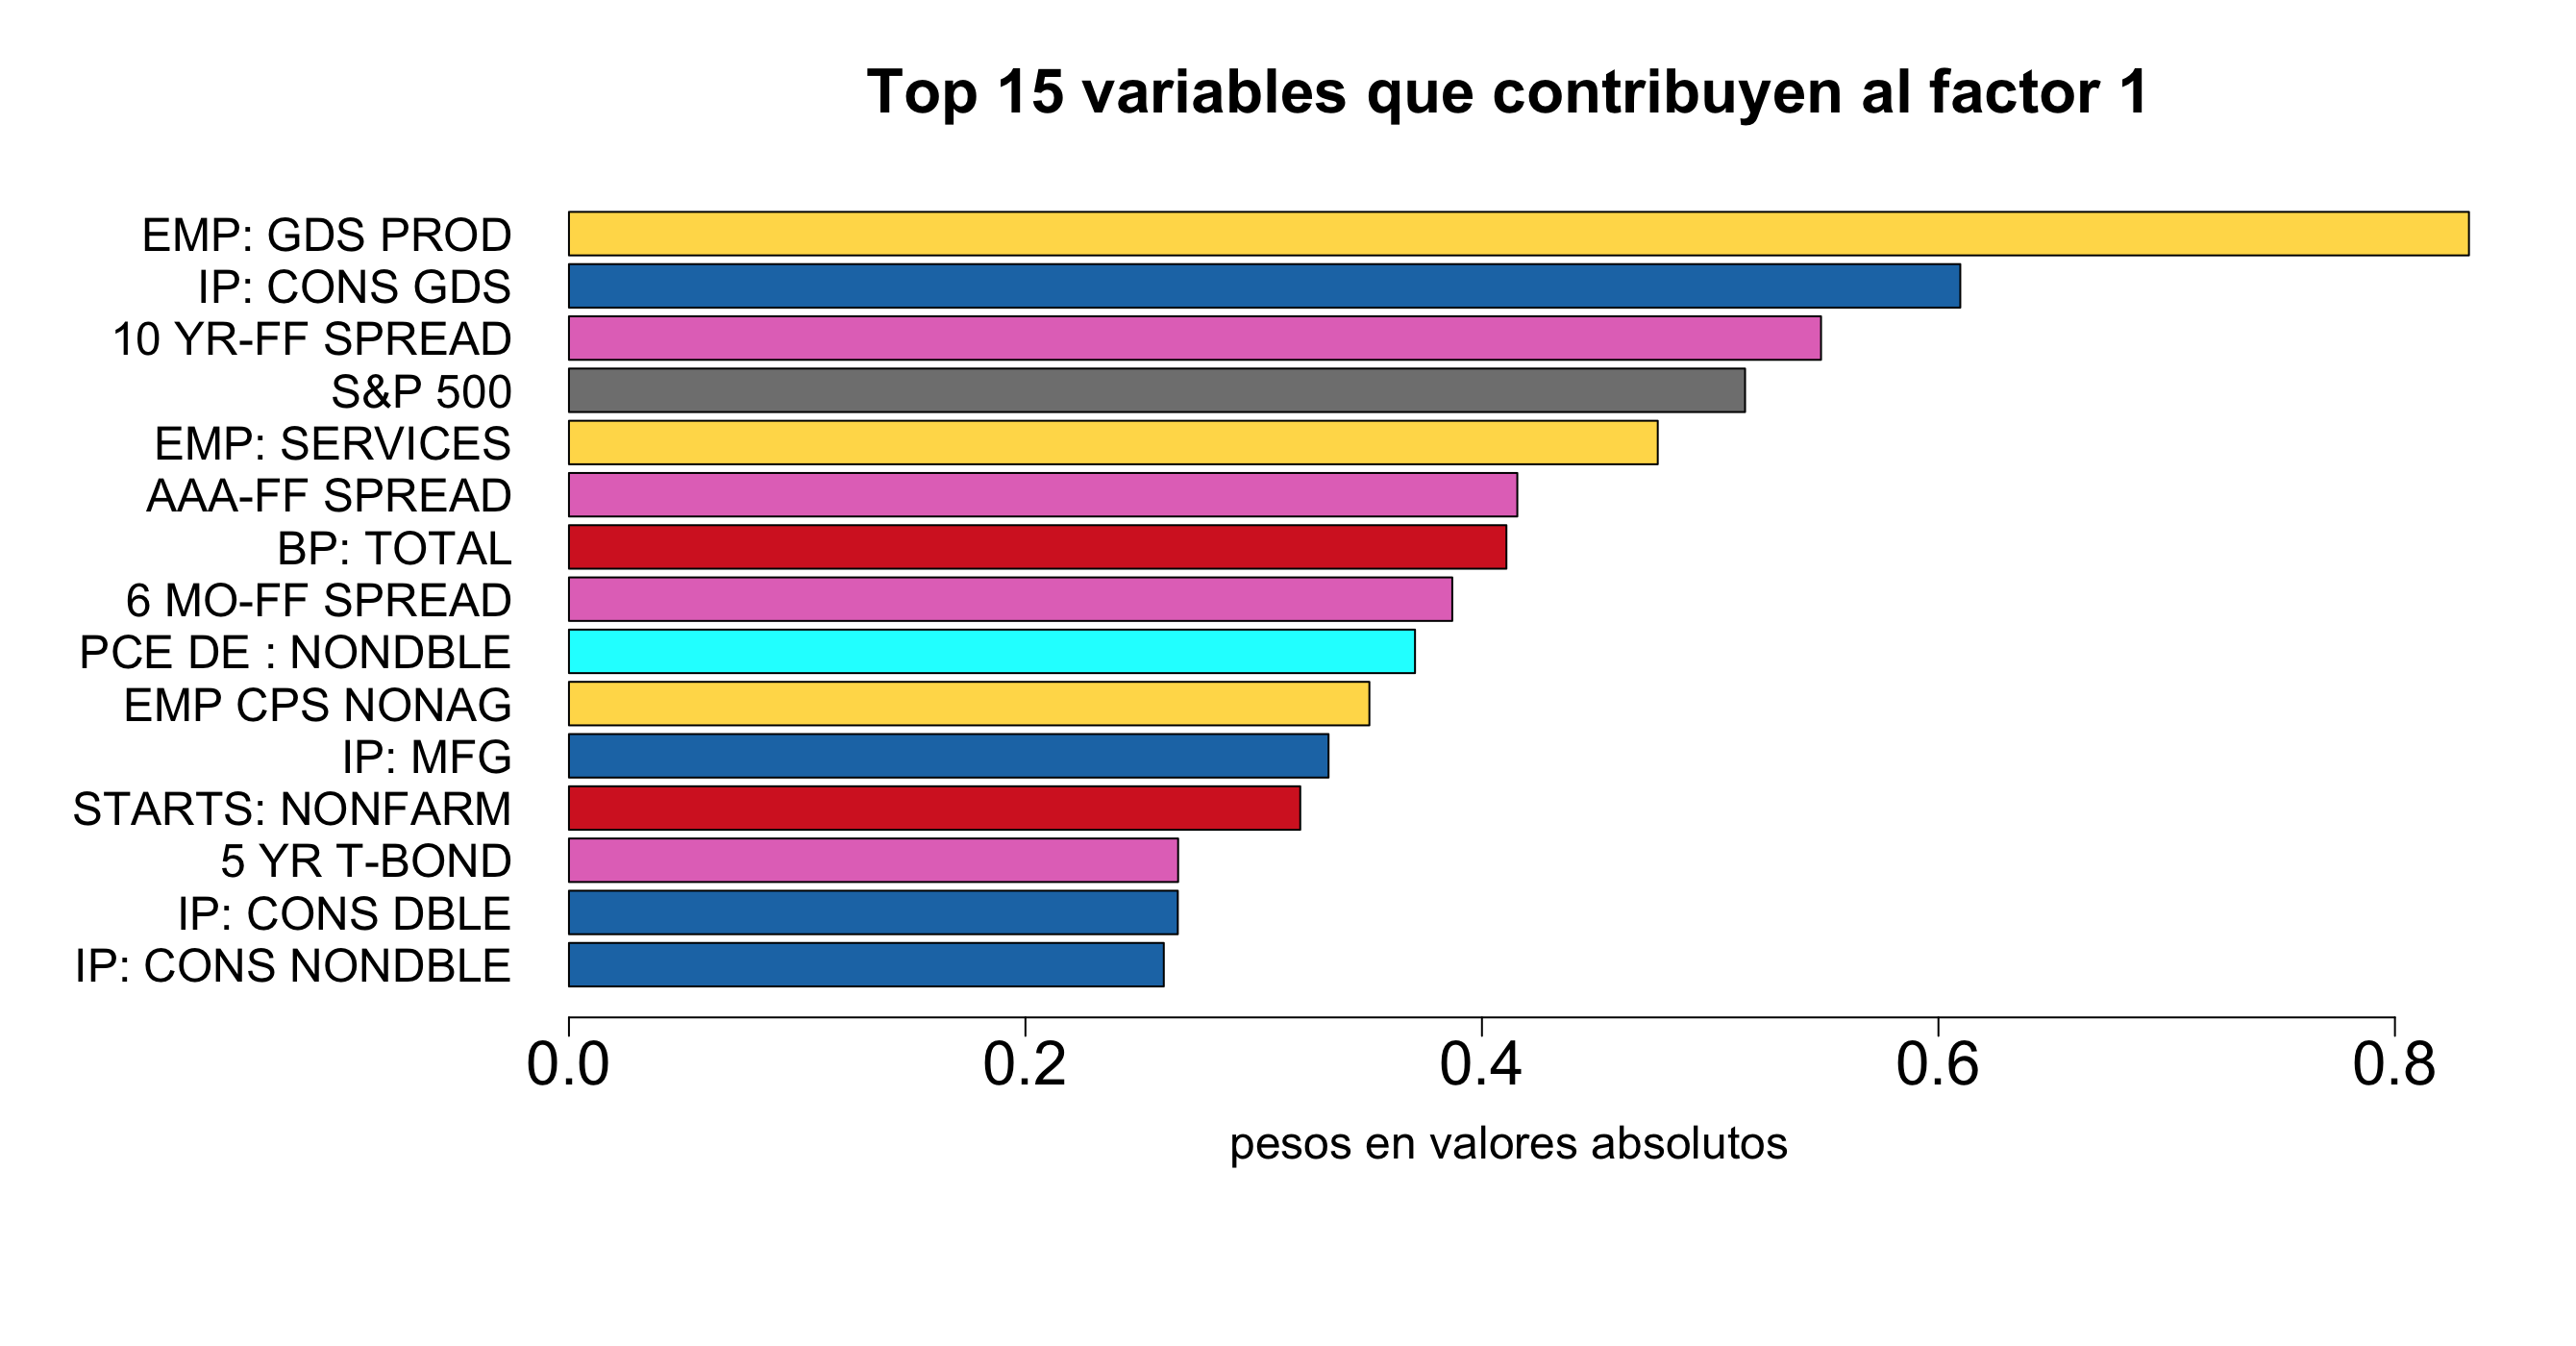 Top 15 variables que contribuyen al factor 1
EMP: GDS PROD
IP: CONS GDS
10 YR-FF SPREAD
S&P 500
EMP: SERVICES
AAA-FF SPREAD
BP: TOTAL
6 MO-FF SPREAD
PCE DE : NONDBLE
EMP CPS NONAG
IP: MFG
STARTS: NONFARM
5 YR T-BOND
IP: CONS DBLE
IP: CONS NONDBLE
0.0 0.2 0.4 0.6 0.8
pesos en valores absolutos